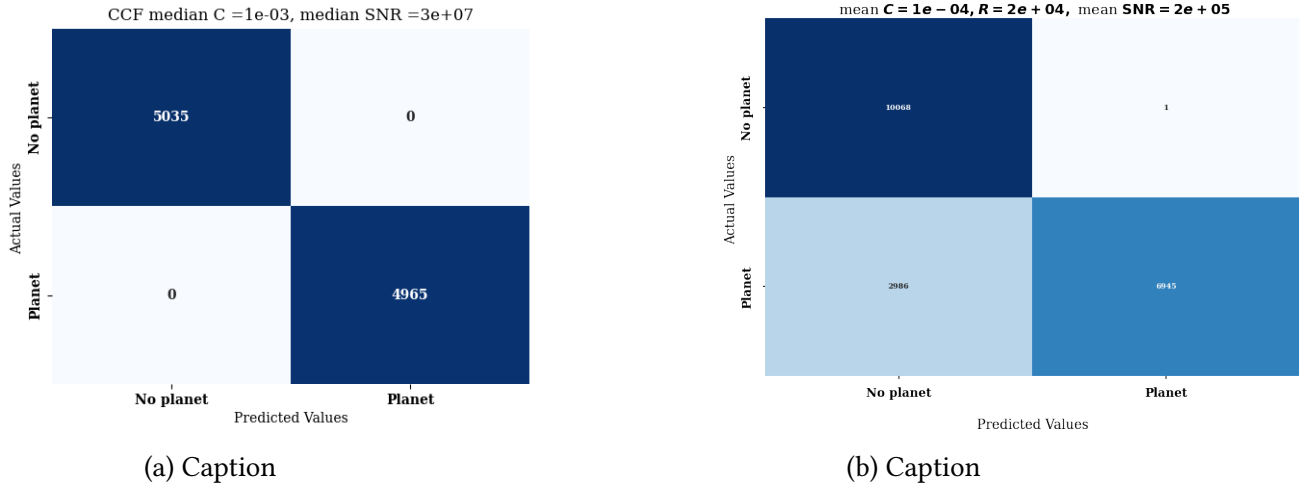 CCF median C =1e-03, median SNR =3e+07
Actual Values
No planet
Planet
5035
0
0
4965
No planet
Planet
Predicted Values
(a) Caption
mean C = 1e − 04, R = 2e + 04, mean SNR = 2e + 05
Actual Values
No planet
Planet
10068
1
2986
6945
No planet
Planet
Predicted Values
(b) Caption